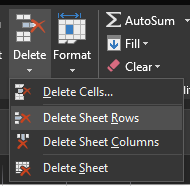 Delete
Format
AutoSum
Fill
Clear
Delete Cells...
Delete Sheet Rows
Delete Sheet Columns
Delete Sheet